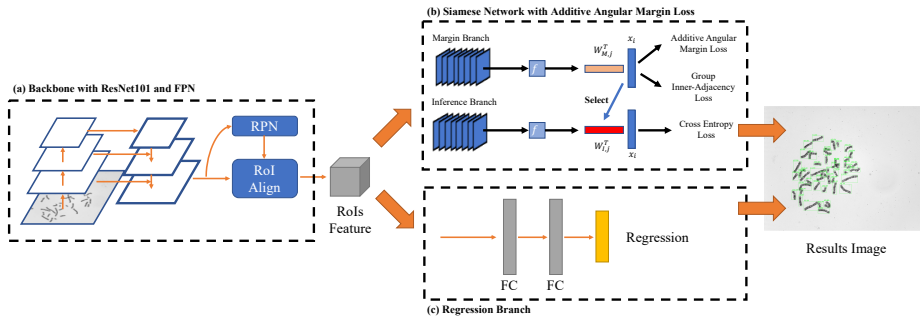 (b) Siamese Network with Additive Angular Margin Loss
Margin Branch
f
W_{M,j}^T
x_i
Additive Angular
Margin Loss
Group
Inner-Adjacency
Loss
Select
Inference Branch
f
W_{I,j}^T
x_i
Cross Entropy
Loss
(a) Backbone with ResNet101 and FPN
RPN
RoI
Align
RoIs
Feature
Regression
FC
FC
(c) Regression Branch
Results Image